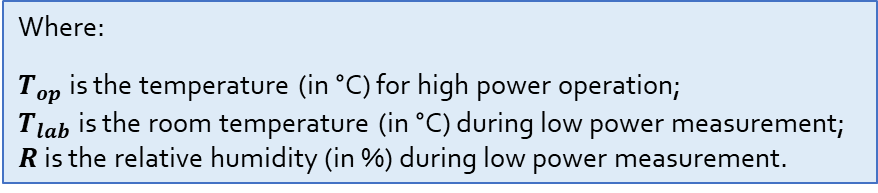 Where:
T_op is the temperature (in °C) for high power operation;
T_lab is the room temperature (in °C) during low power measurement;
R is the relative humidity (in %) during low power measurement.